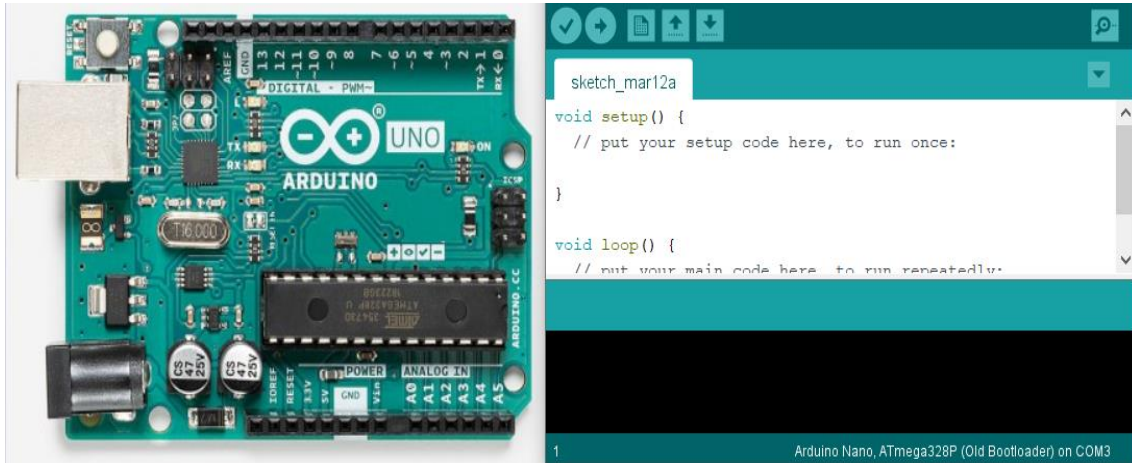 RESET
AREF
GND
13
12
~11
~10
~9
8
7
~6
~5
4
~3
2
TX→1
RX←0
DIGITAL - PWM~
L
TX
RX
UNO
ON
ARDUINO
ICSP
T16.000
ARDUINO.CC
ATMEL
ATMEGA328P U
CS
47
25V
CS
47
25V
POWER
ANALOG IN
IOREF
RESET
3.3V
5V
GND
Vin
A0
A1
A2
A3
A4
A5
sketch_mar12a
void setup() {
// put your setup code here, to run once:
}
void loop() {
// put your main code here, to run repeatedly:
1
Arduino Nano, ATmega328P (Old Bootloader) on COM3